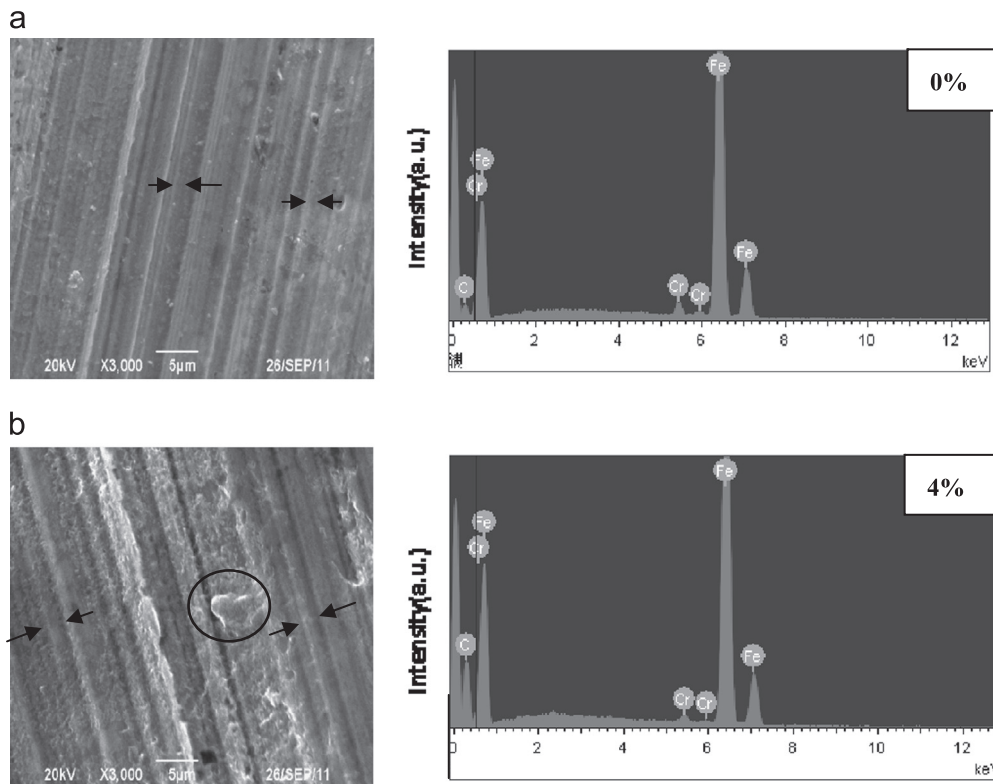 a
20kV X3,000 5µm 26/SEP/11
Intensity(a.u.)
0%
Fe
Fe
Cr
Fe
C
Cr
Cr
0 2 4 6 8 10 12
keV
b
20kV X3,000 5µm 26/SEP/11
Intensity(a.u.)
4%
Fe
Fe
Cr
C
Fe
Cr
Cr
0 2 4 6 8 10 12
keV